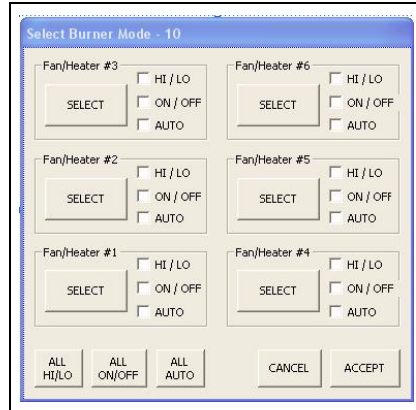 Select Burner Mode - 10
Fan/Heater #3
HI / LO
SELECT
ON / OFF
AUTO
Fan/Heater #6
HI / LO
SELECT
ON / OFF
AUTO
Fan/Heater #2
HI / LO
SELECT
ON / OFF
AUTO
Fan/Heater #5
HI / LO
SELECT
ON / OFF
AUTO
Fan/Heater #1
HI / LO
SELECT
ON / OFF
AUTO
Fan/Heater #4
HI / LO
SELECT
ON / OFF
AUTO
ALL
HI/LO
ALL
ON/OFF
ALL
AUTO
CANCEL
ACCEPT